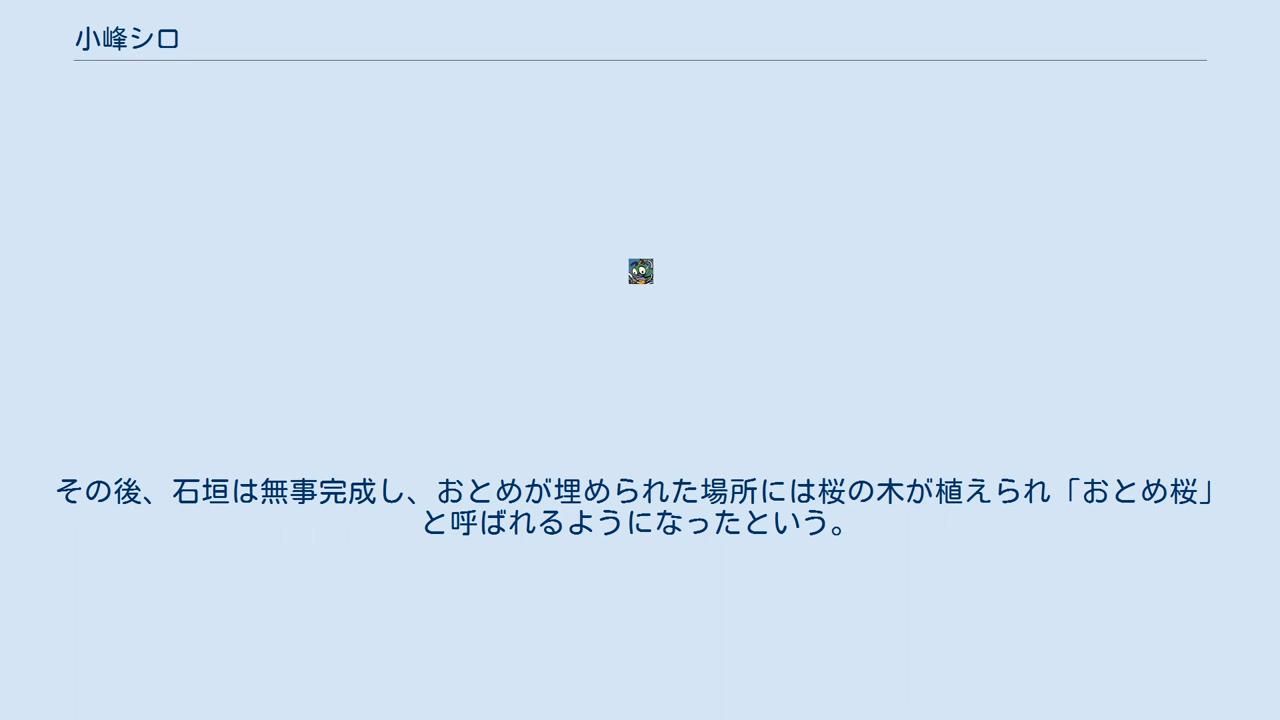 小峰シロ
その後、石垣は無事完成し、おとめが埋められた場所には桜の木が植えられ「おとめ桜」
と呼ばれるようになったという。